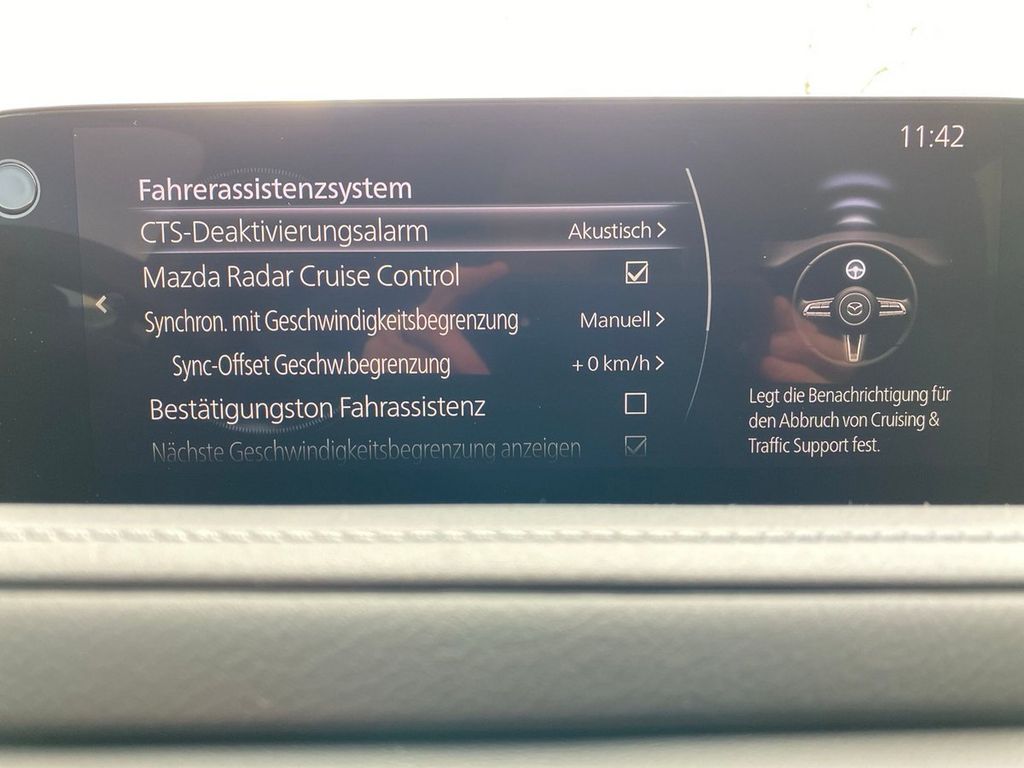 11:42
Fahrerassistenzsystem
CTS-Deaktivierungsalarm Akustisch >
Mazda Radar Cruise Control
Synchron. mit Geschwindigkeitsbegrenzung Manuell >
Sync-Offset Geschw.begrenzung + 0 km/h >
Bestätigungston Fahrassistenz
Nächste Geschwindigkeitsbegrenzung anzeigen
Legt die Benachrichtigung für
den Abbruch von Cruising &
Traffic Support fest.